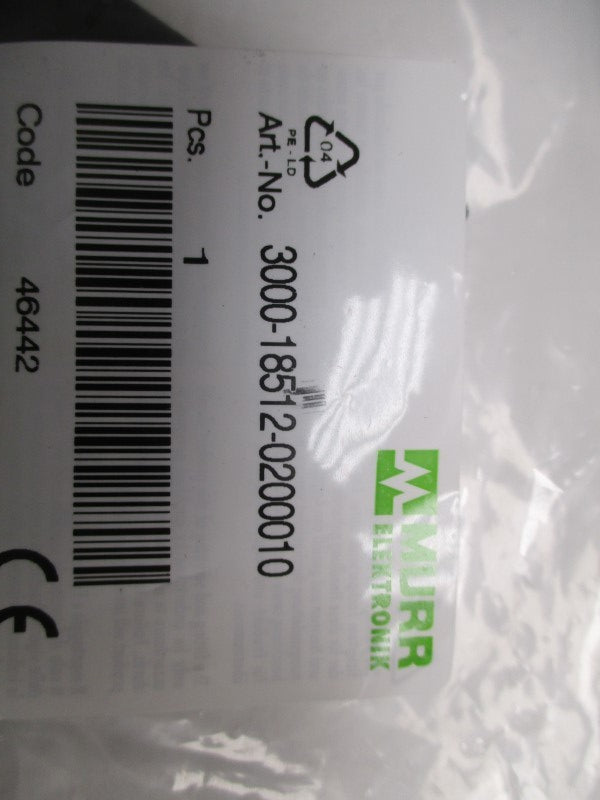 MURR
ELEKTRONIK
04
PE-LD
Art.-No. 3000-18512-0200010
Pcs. 1
Code 46442
CE